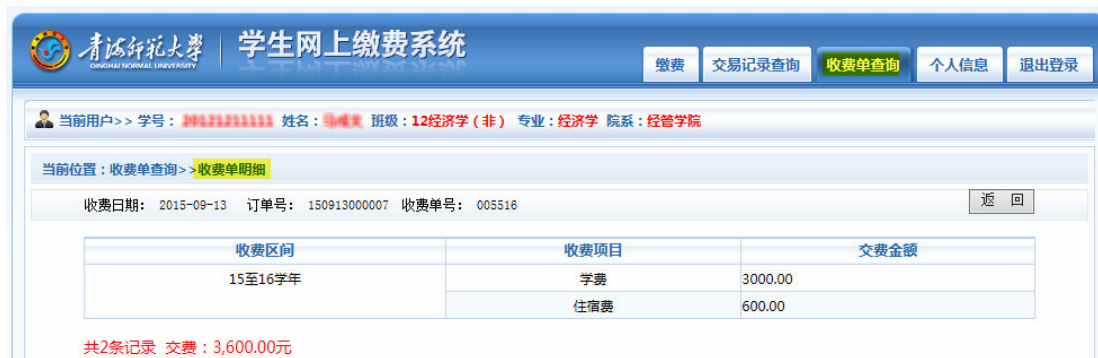 青海师范大学 学生网上缴费系统
QINGHAI NORMAL UNIVERSITY
缴费 交易记录查询 收费单查询 个人信息 退出登录
当前用户>> 学号： 姓名： 班级：12经济学（非） 专业：经济学 院系：经管学院
当前位置：收费单查询>>收费单明细
收费日期： 2015-09-13 订单号： 150913000007 收费单号： 005516 返 回
收费区间 收费项目 交费金额
15至16学年 学费 3000.00
住宿费 600.00
共2条记录 交费：3,600.00元